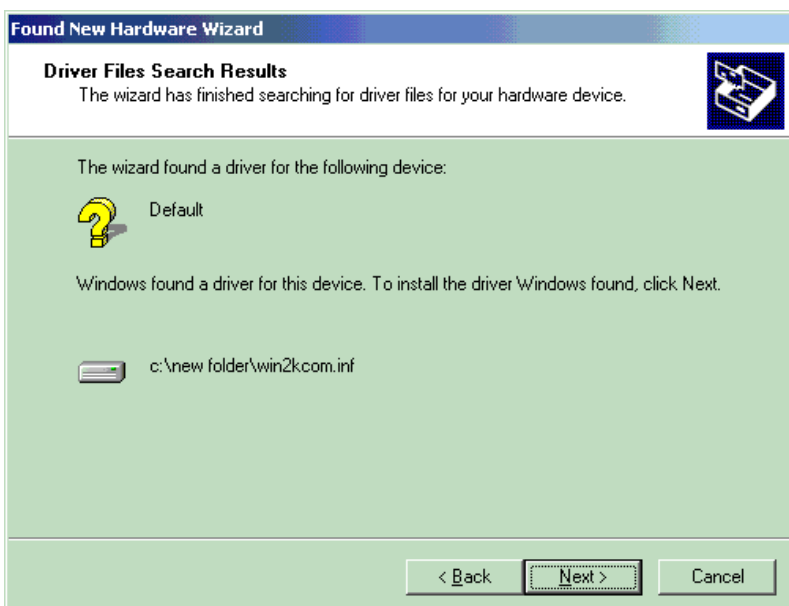 Found New Hardware Wizard
Driver Files Search Results
The wizard has finished searching for driver files for your hardware device.
The wizard found a driver for the following device:
Default
Windows found a driver for this device. To install the driver Windows found, click Next.
c:\new folder\win2kcom.inf
< Back
Next >
Cancel